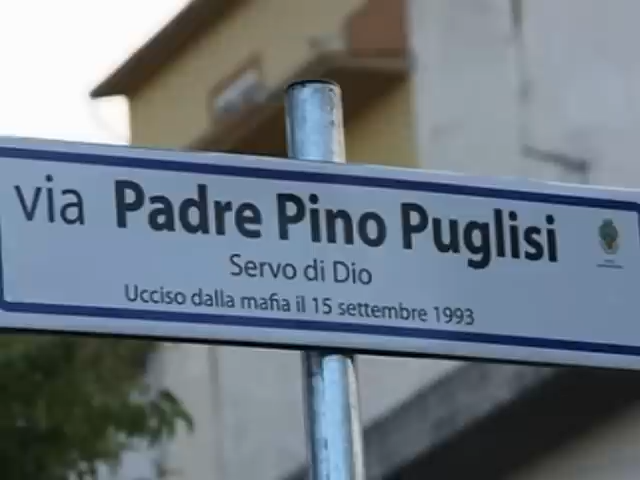 via Padre Pino Puglisi
Servo di Dio
Ucciso dalla mafia il 15 settembre 1993